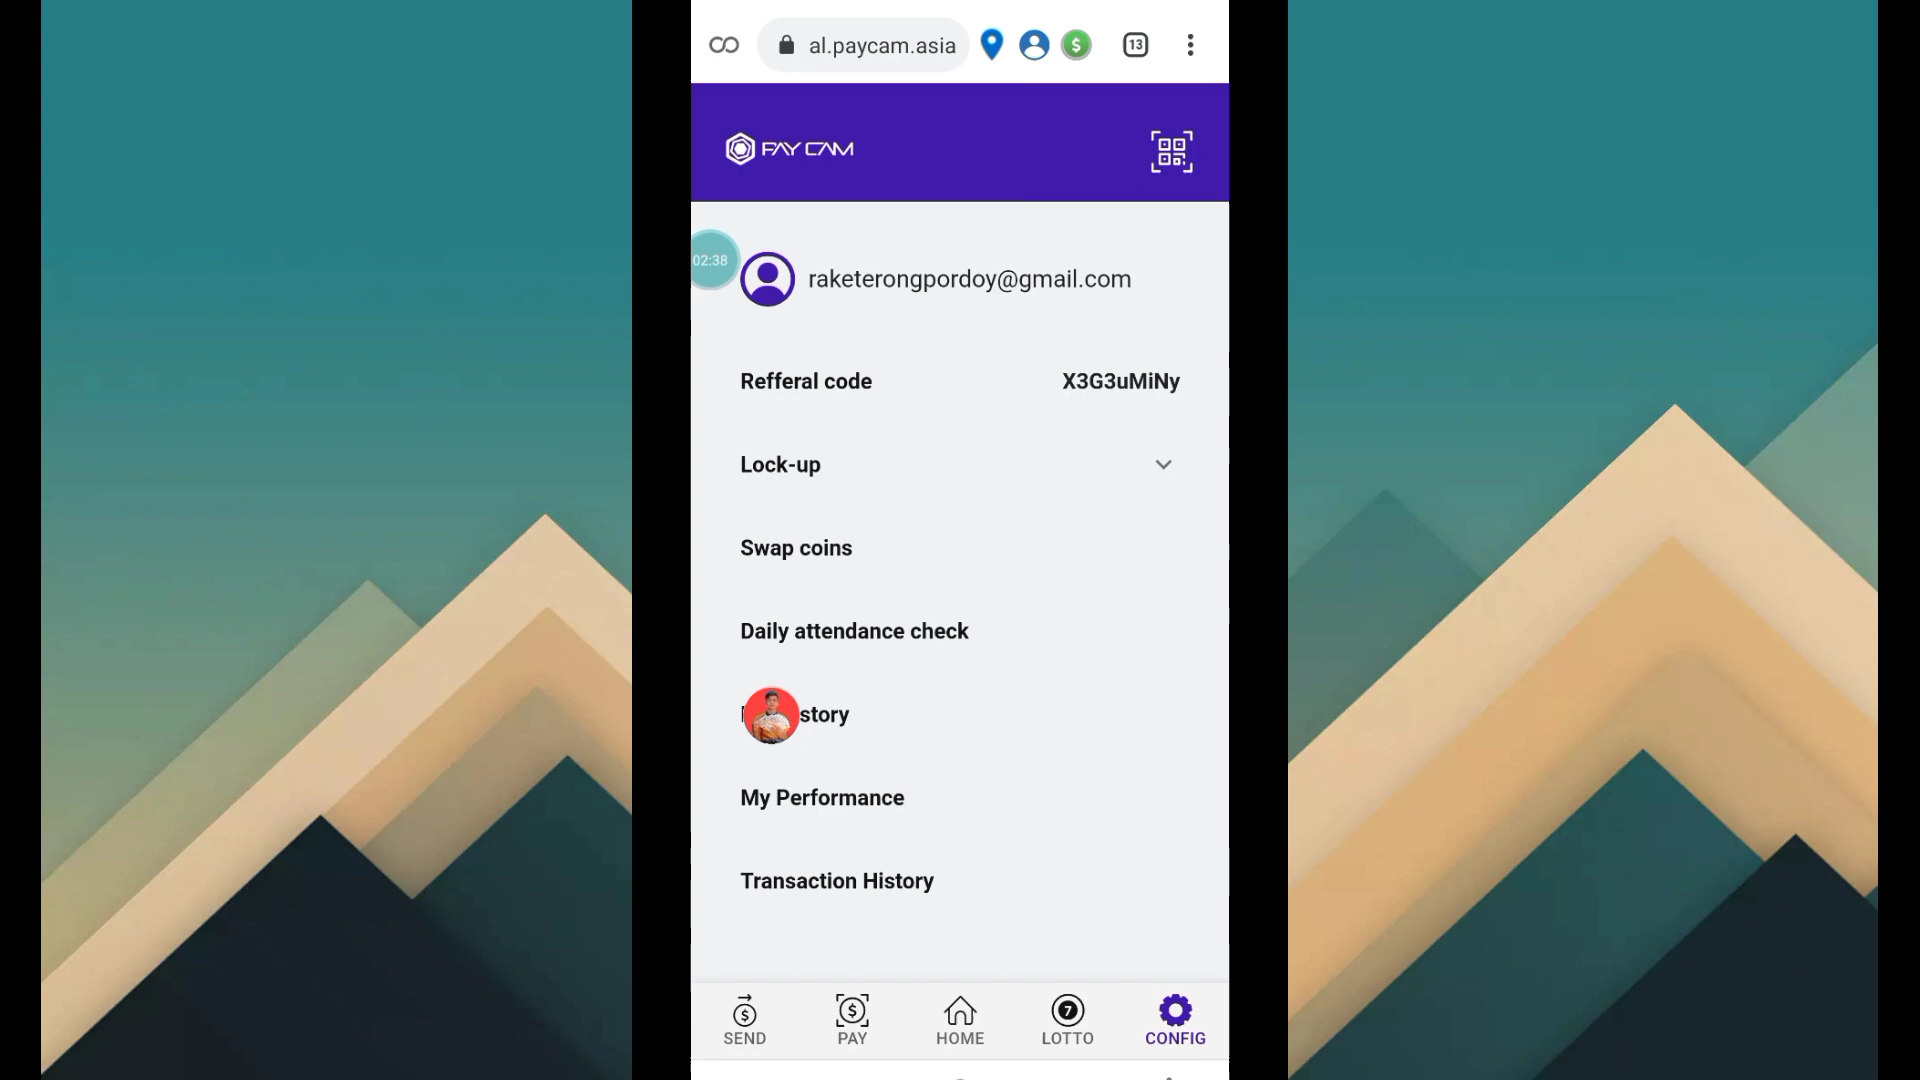 al.paycam.asia
$
13
PAY CAM
02:38
raketerongpordoy@gmail.com
Refferal code X3G3uMiNy
Lock-up
Swap coins
Daily attendance check
story
My Performance
Transaction History
$ $ 7
SEND PAY HOME LOTTO CONFIG